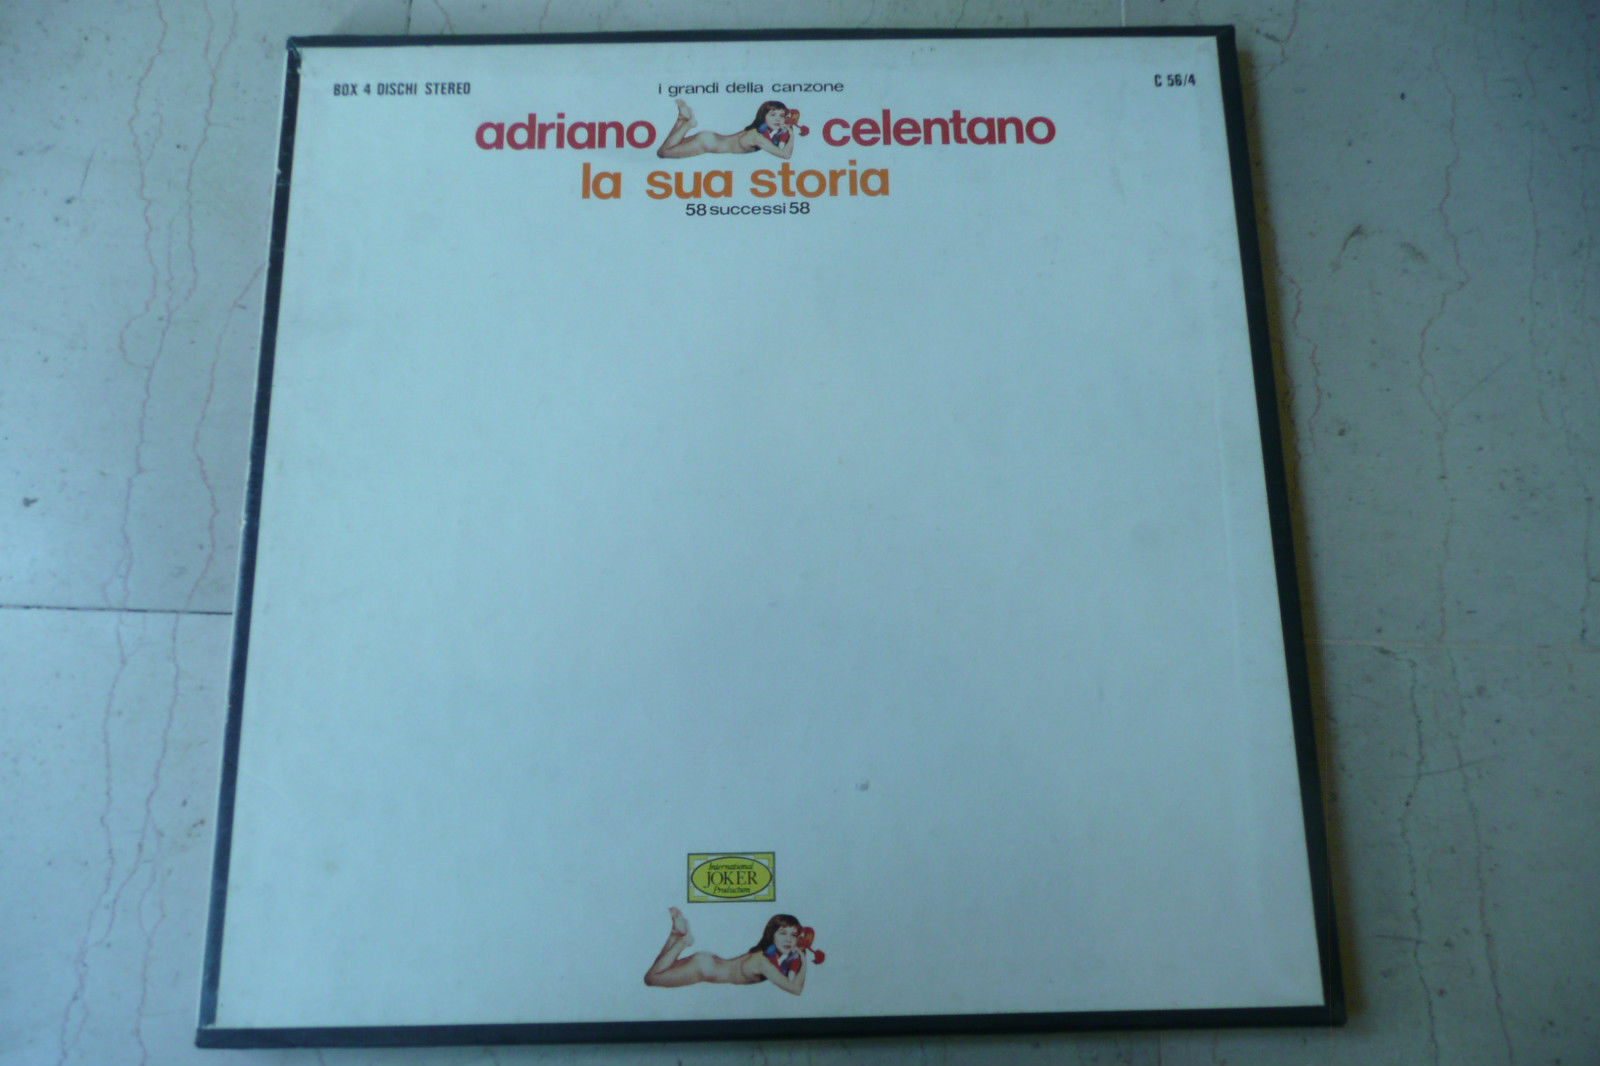 BOX 4 DISCHI STEREO
i grandi della canzone
C 56/4
adriano celentano
la sua storia
58 successi 58
International
JOKER
Production